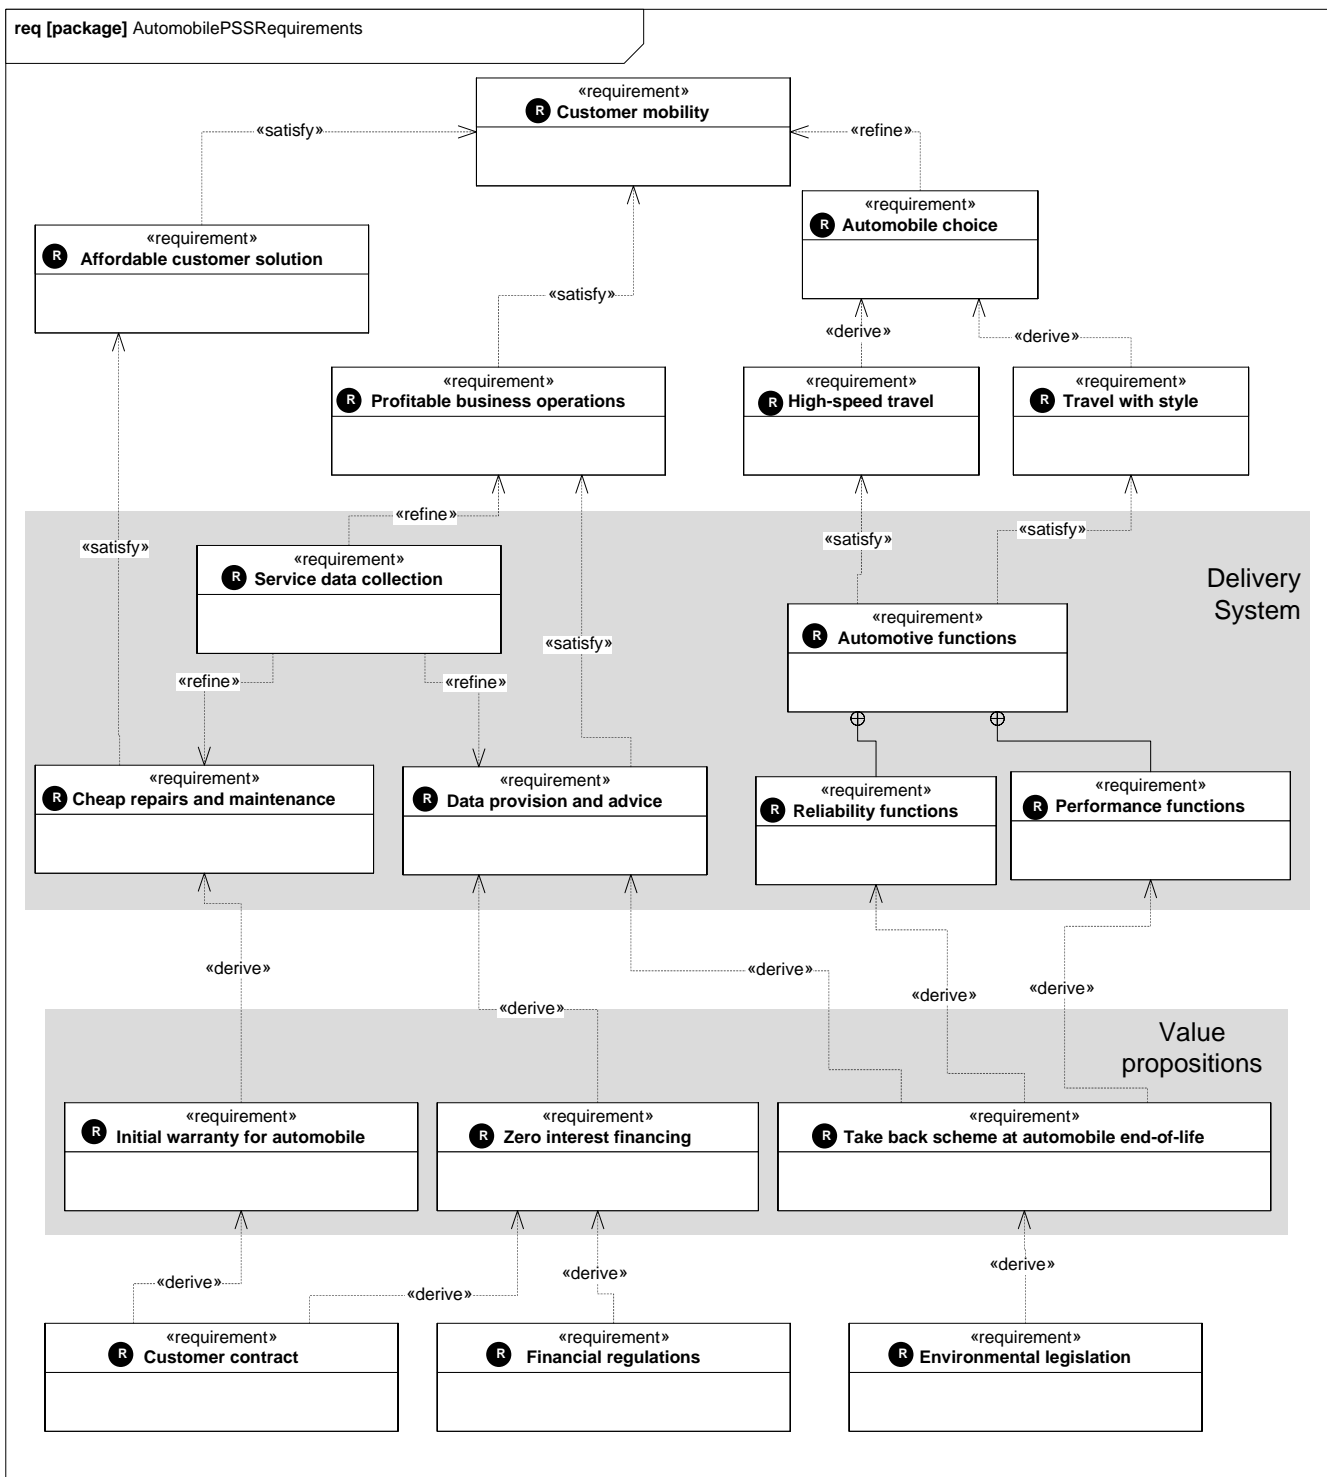 req [package] AutomobilePSSRequirements
«requirement»
R Customer mobility
«satisfy»
«refine»
«requirement»
R Automobile choice
«requirement»
R Affordable customer solution
«satisfy»
«derive»
«derive»
«requirement»
R Profitable business operations
«requirement»
R High-speed travel
«requirement»
R Travel with style
«refine»
«satisfy»
«satisfy»
«satisfy»
«requirement»
R Service data collection
Delivery
System
«requirement»
R Automotive functions
«satisfy»
«refine»
«refine»
«requirement»
R Cheap repairs and maintenance
«requirement»
R Data provision and advice
«requirement»
R Reliability functions
«requirement»
R Performance functions
«derive»
«derive»
«derive»
«derive»
«derive»
Value
propositions
«requirement»
R Initial warranty for automobile
«requirement»
R Zero interest financing
«requirement»
R Take back scheme at automobile end-of-life
«derive»
«derive»
«derive»
«derive»
«requirement»
R Customer contract
«requirement»
R Financial regulations
«requirement»
R Environmental legislation